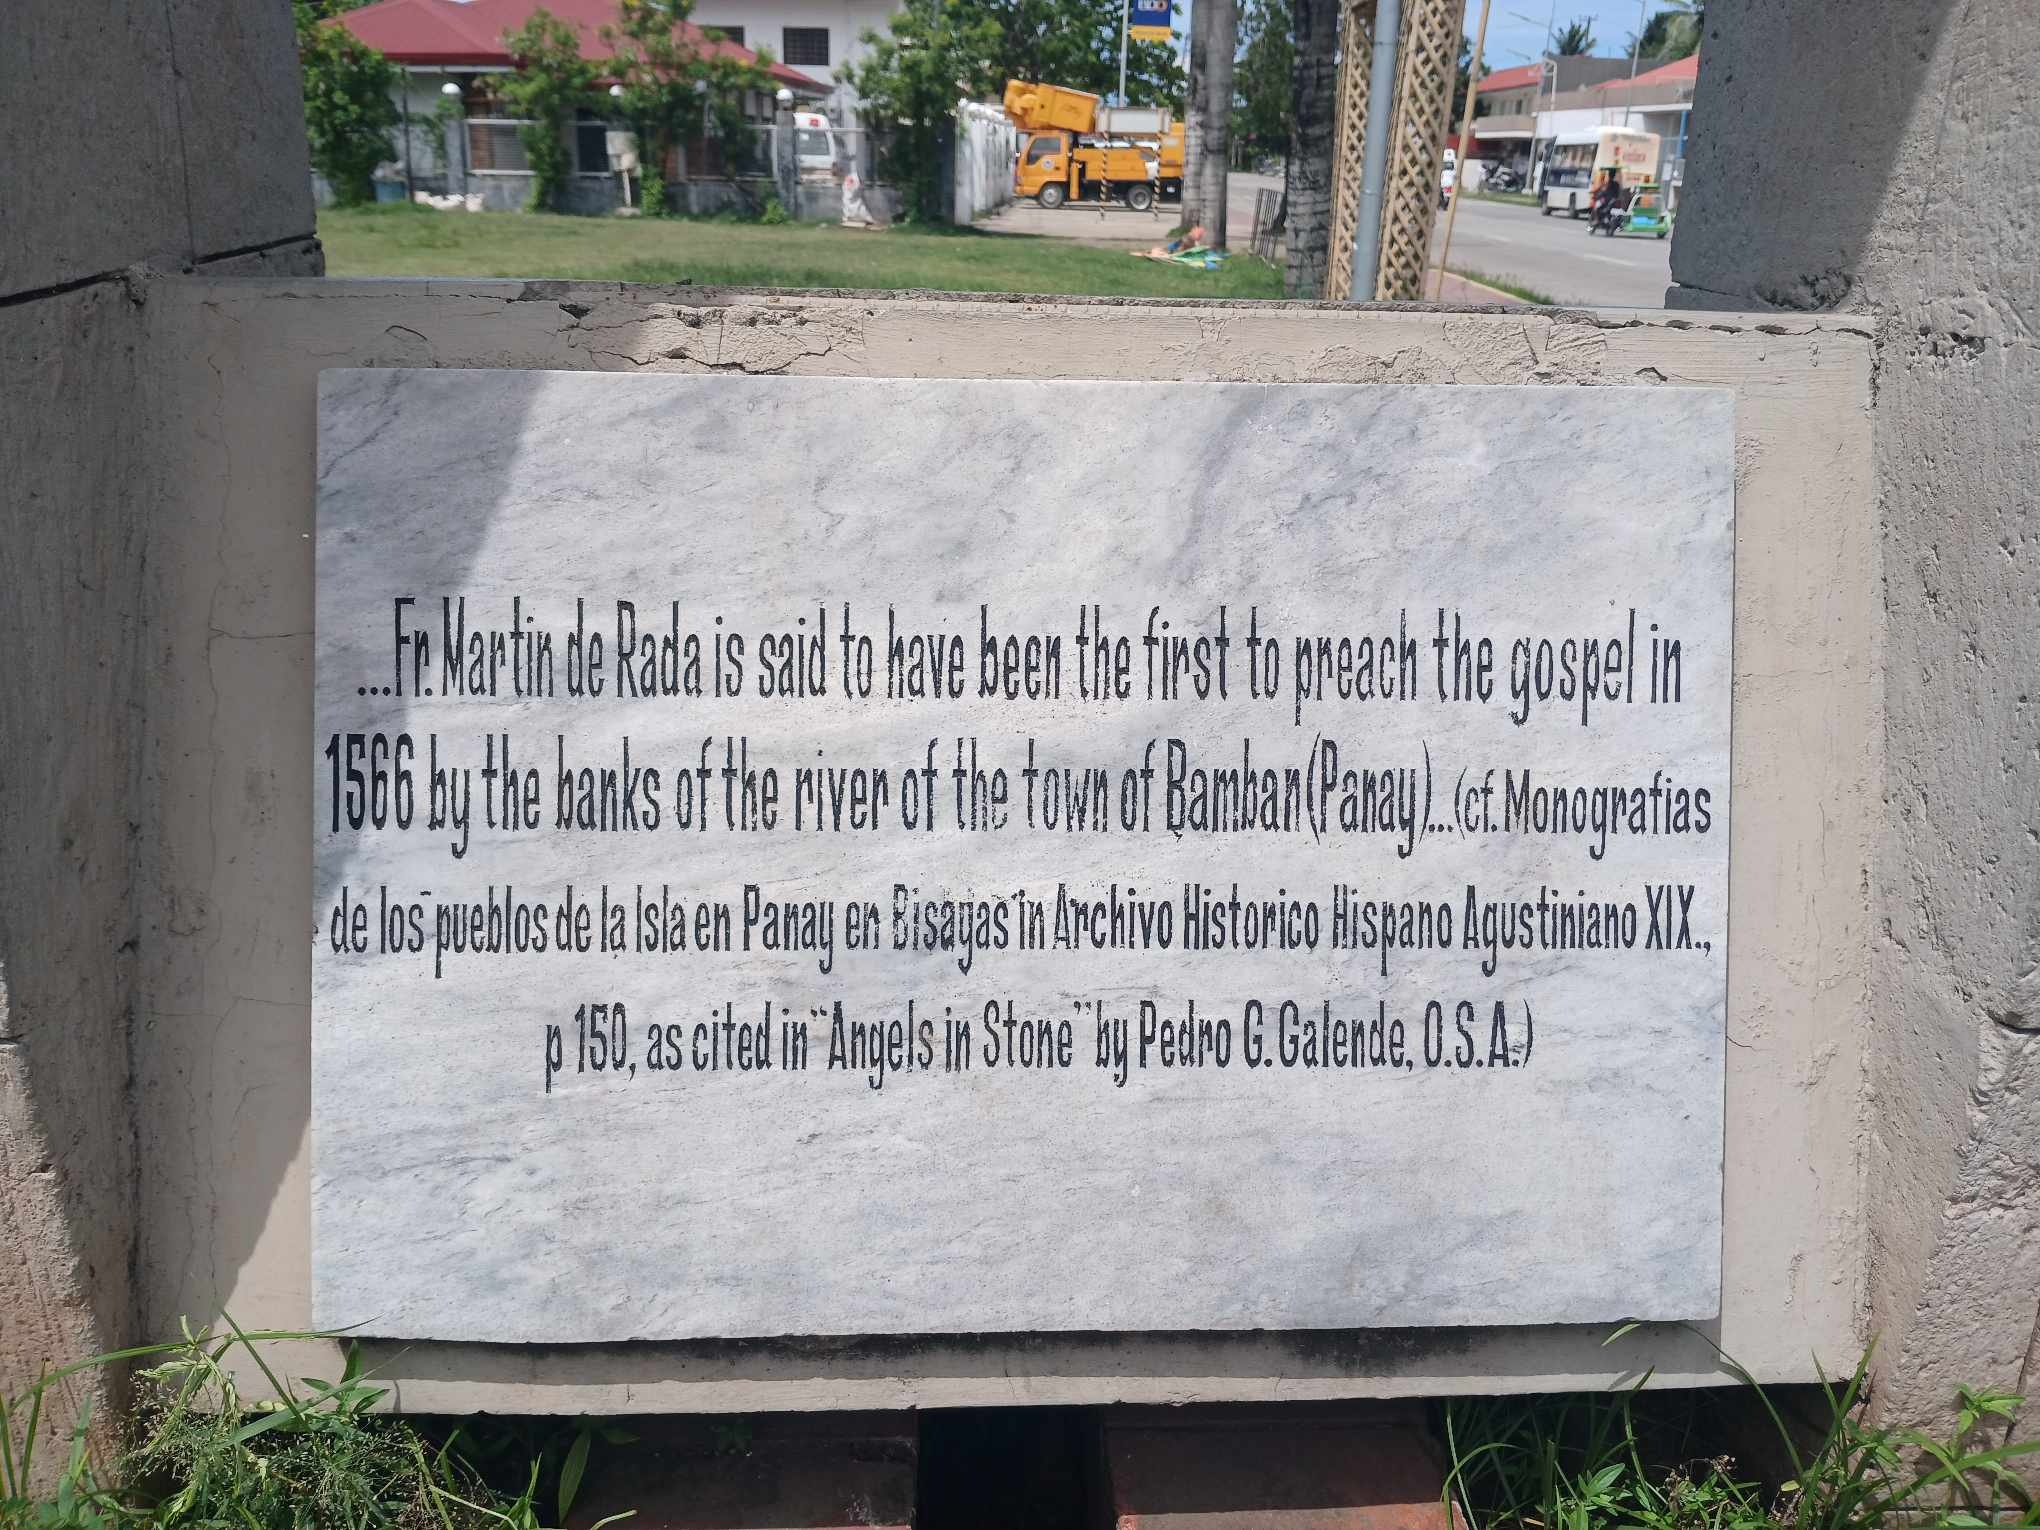 BDO
...Fr. Martin de Rada is said to have been the first to preach the gospel in
1566 by the banks of the river of the town of Bamban(Panay)...(cf. Monografias
de los pueblos de la Isla en Panay en Bisayas in Archivo Historico Hispano Agustiniano XIX.,
p 150, as cited in “Angels in Stone” by Pedro G. Galende, O.S.A.)